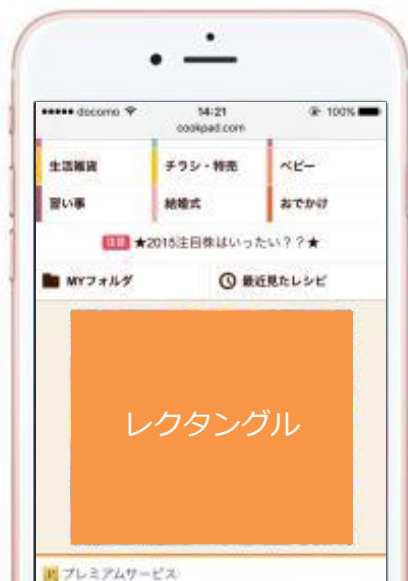 ●●●●● docomo 14:21 100%
cookpad.com
生活雑貨 チラシ・特売 ベビー
習い事 結婚式 おでかけ
注目 ★2015注目株はいったい？？★
MYフォルダ 最近見たレシピ
レクタングル
プレミアムサービス